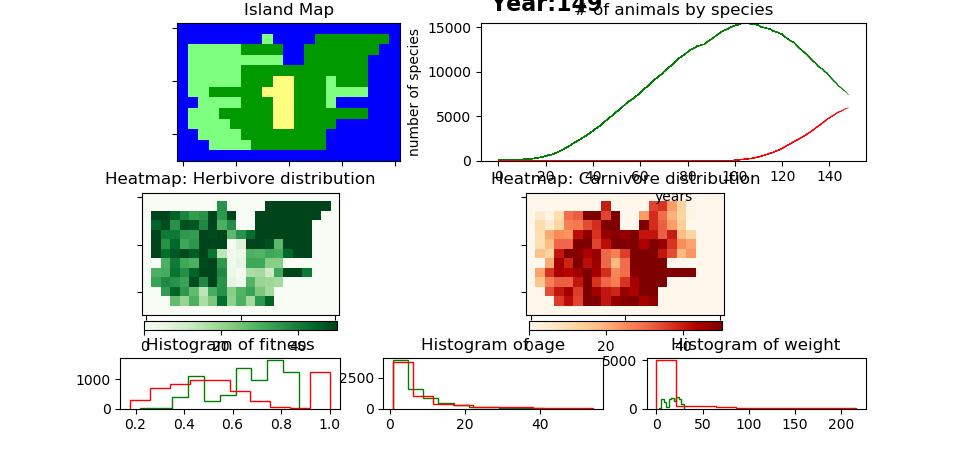 Year:149
Island Map
# of animals by species
number of species
15000
10000
5000
0
0 20 40 60 80 100 120 140
years
Heatmap: Herbivore distribution
Heatmap: Carnivore distribution
0 20 40
0 20 40
Histogram of fitness
Histogram of age
Histogram of weight
1000
0
0.2 0.4 0.6 0.8 1.0
2500
0
0 20 40
5000
0
0 50 100 150 200